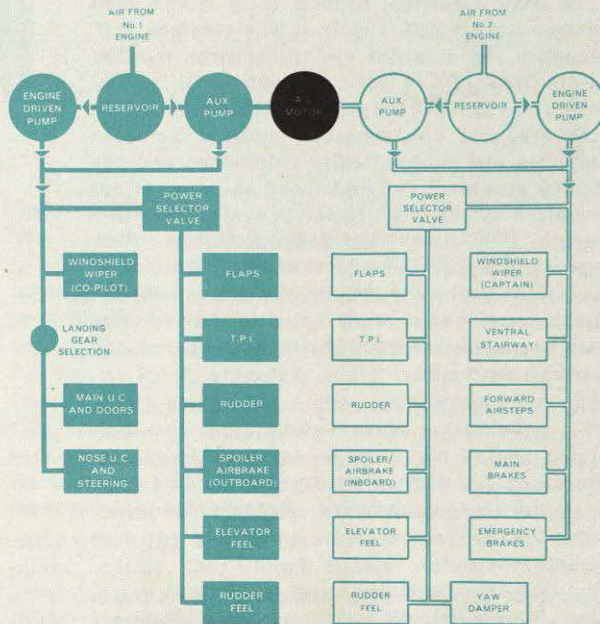 AIR FROM
No.1
ENGINE
AIR FROM
No.2
ENGINE
ENGINE
DRIVEN
PUMP
RESERVOIR
AUX
PUMP
MOTOR
AUX
PUMP
RESERVOIR
ENGINE
DRIVEN
PUMP
POWER
SELECTOR
VALVE
POWER
SELECTOR
VALVE
WINDSHIELD
WIPER
(CO-PILOT)
FLAPS
FLAPS
WINDSHIELD
WIPER
(CAPTAIN)
LANDING
GEAR
SELECTION
T.P.I.
T.P.I.
VENTRAL
STAIRWAY
MAIN U C
AND DOORS
RUDDER
RUDDER
FORWARD
AIRSTEPS
NOSE U C
AND
STEERING
SPOILER
AIRBRAKE
(OUTBOARD)
SPOILER/
AIRBRAKE
(INBOARD)
MAIN
BRAKES
ELEVATOR
FEEL
ELEVATOR
FEEL
EMERGENCY
BRAKES
RUDDER
FEEL
RUDDER
FEEL
YAW
DAMPER